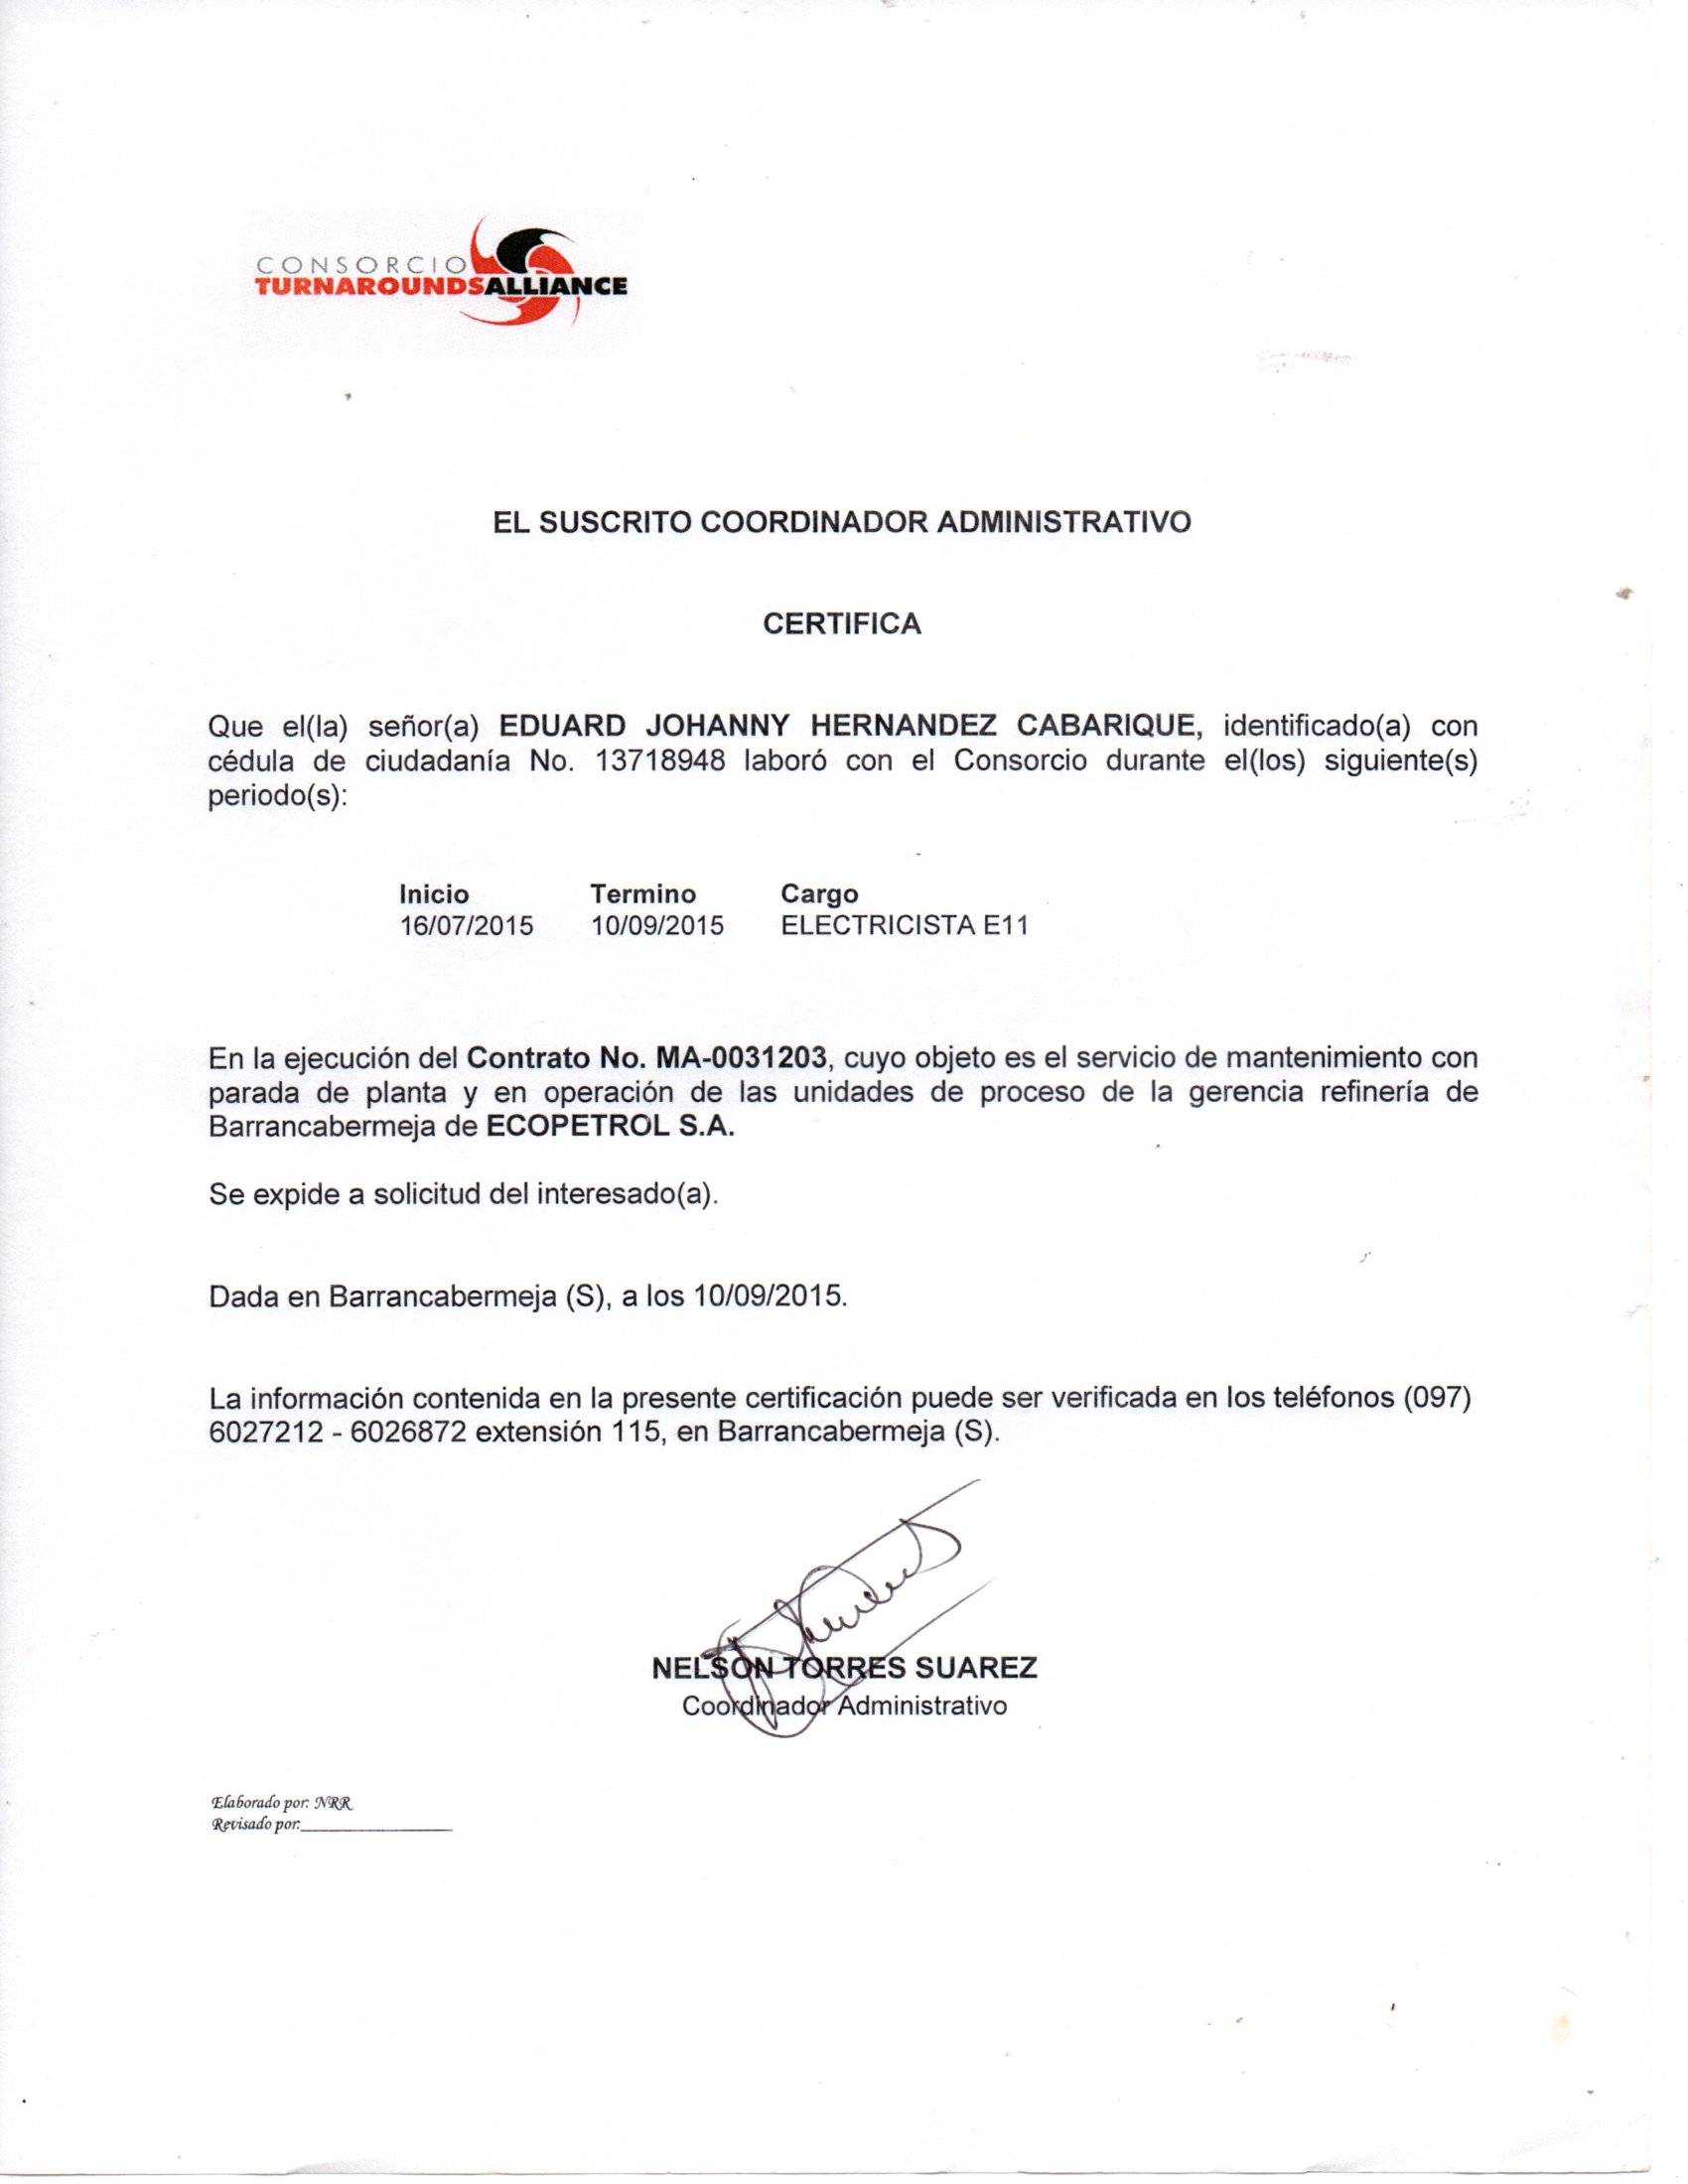 CONSORCIO
TURNAROUNDSALLIANCE
EL SUSCRITO COORDINADOR ADMINISTRATIVO
CERTIFICA
Que el(la) señor(a) EDUARD JOHANNY HERNANDEZ CABARIQUE, identificado(a) con
cédula de ciudadanía No. 13718948 laboró con el Consorcio durante el(los) siguiente(s)
periodo(s):
Inicio Termino Cargo
16/07/2015 10/09/2015 ELECTRICISTA E11
En la ejecución del Contrato No. MA-0031203, cuyo objeto es el servicio de mantenimiento con
parada de planta y en operación de las unidades de proceso de la gerencia refinería de
Barrancabermeja de ECOPETROL S.A.
Se expide a solicitud del interesado(a).
Dada en Barrancabermeja (S), a los 10/09/2015.
La información contenida en la presente certificación puede ser verificada en los teléfonos (097)
6027212 - 6026872 extensión 115, en Barrancabermeja (S).
NELSON TORRES SUAREZ
Coordinador Administrativo
Elaborado por: NRR
Revisado por: